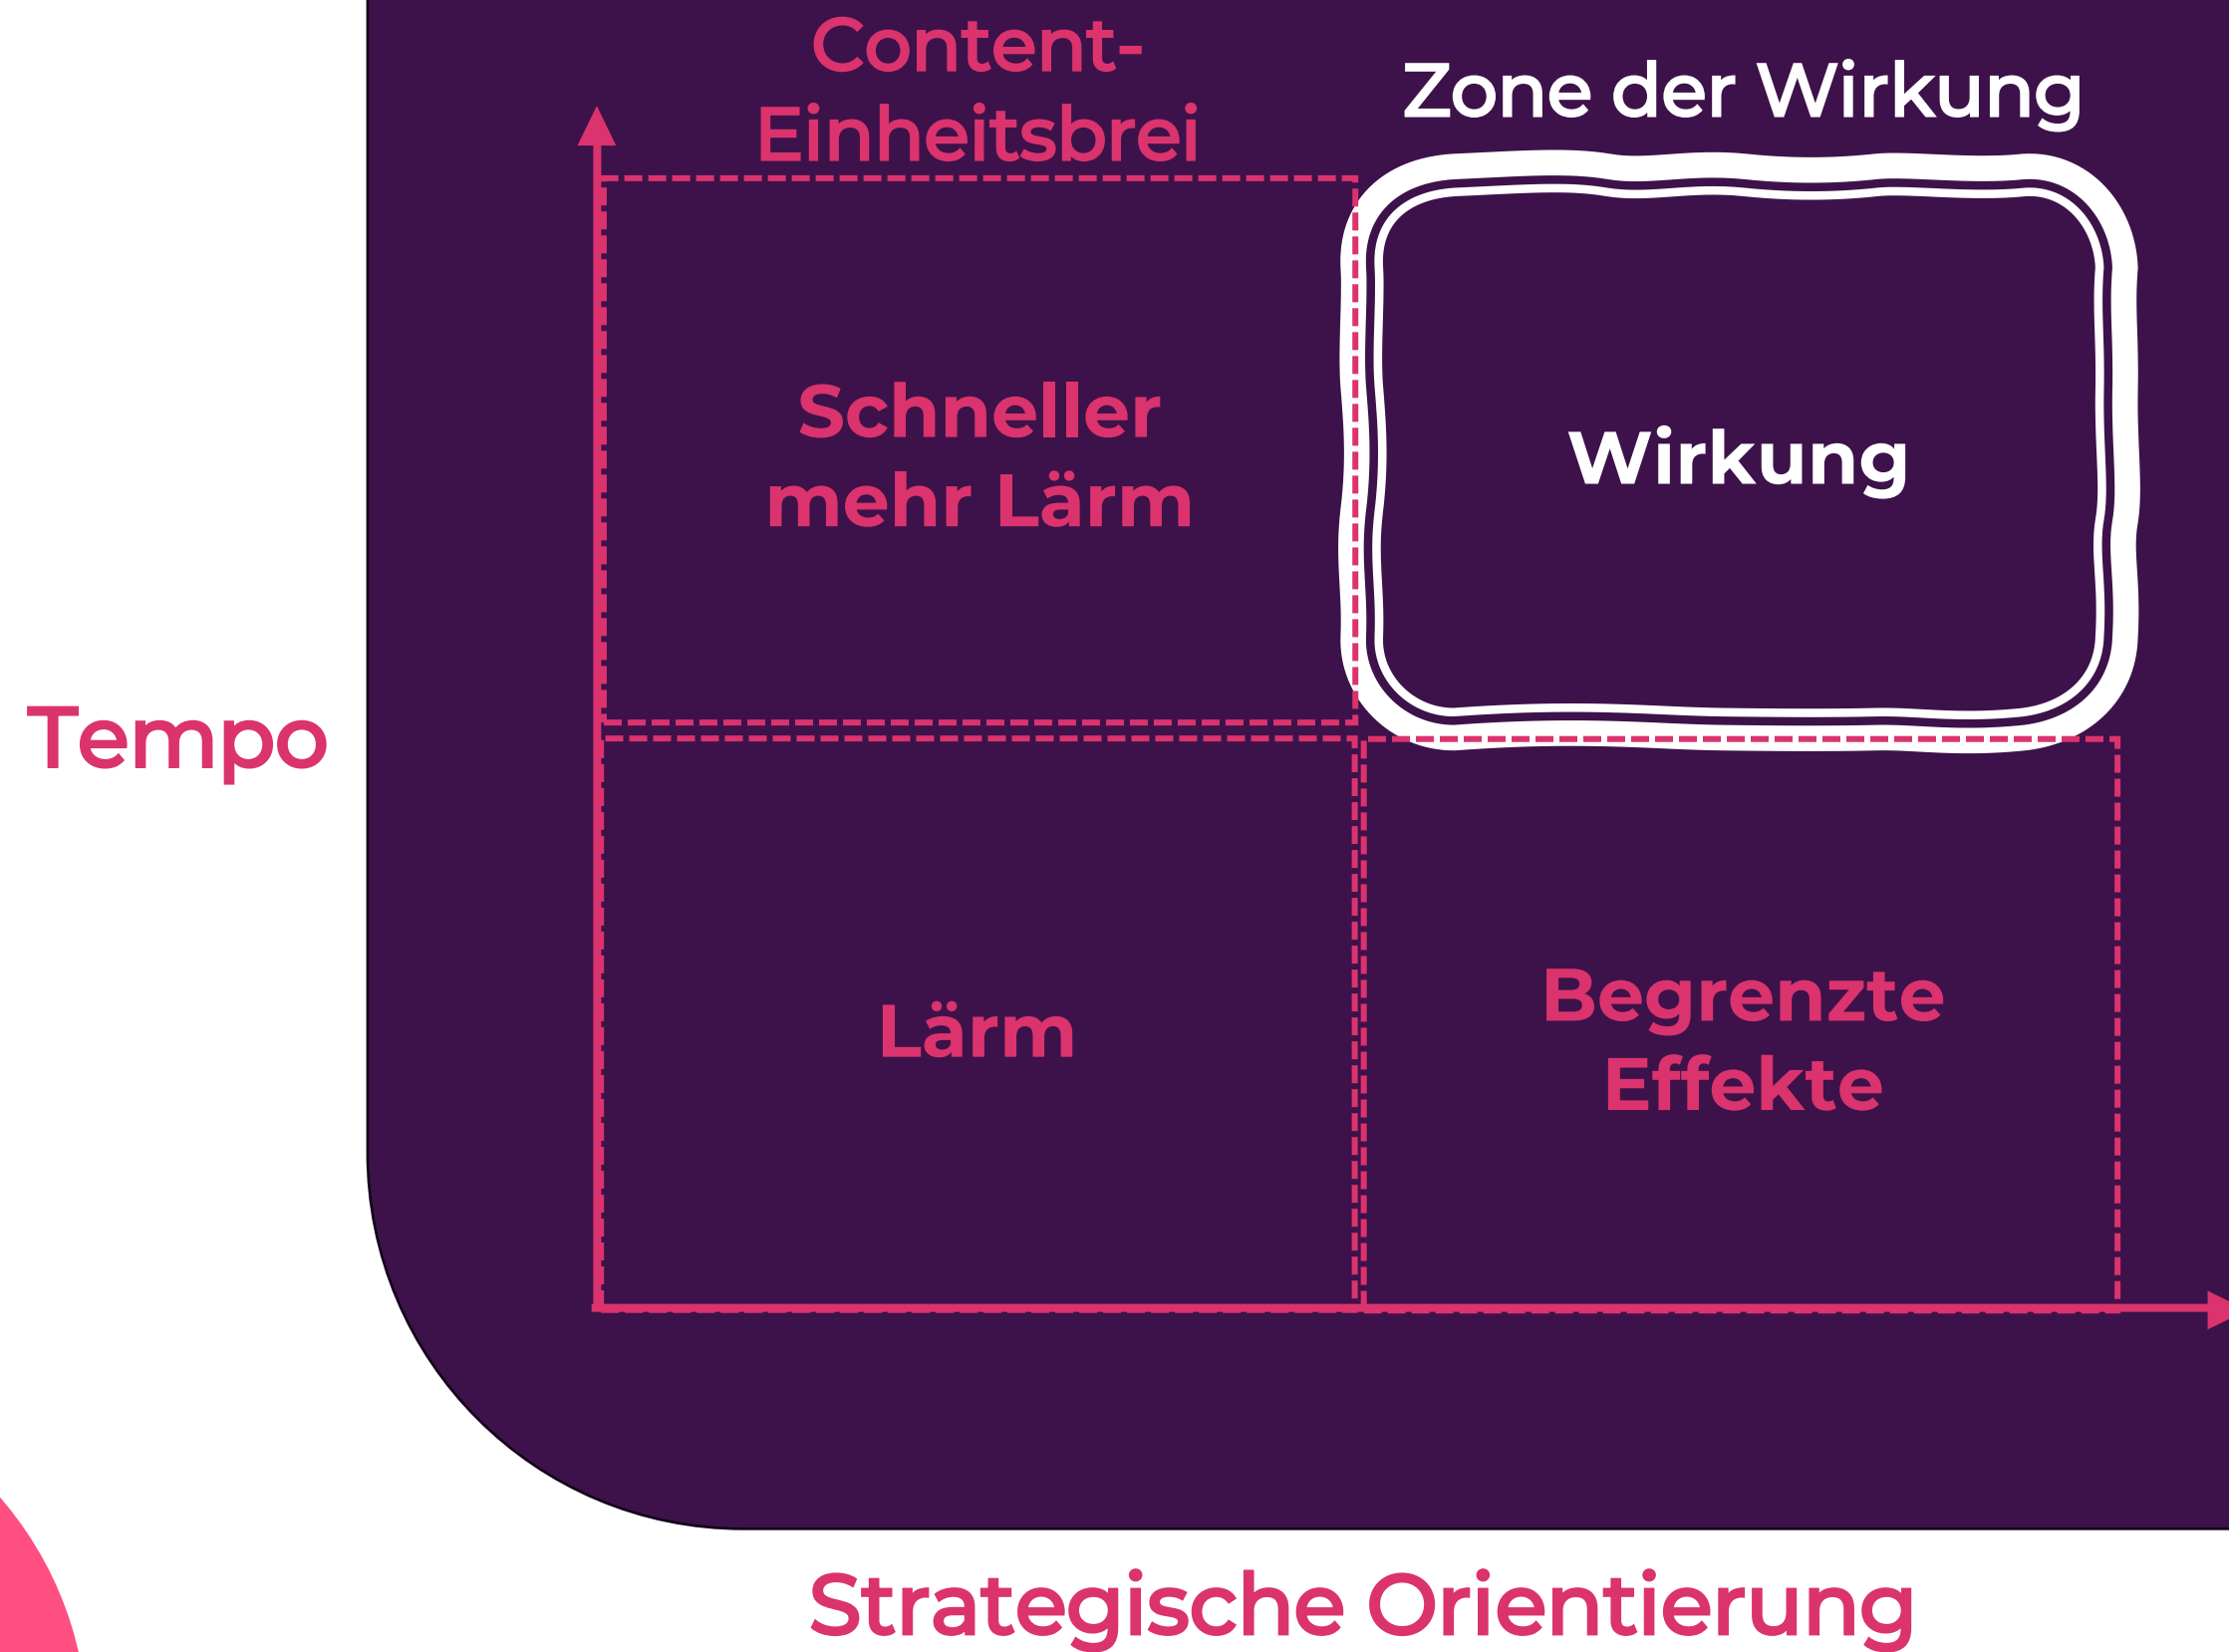 Content-
Einheitsbrei
Zone der Wirkung
Schneller
mehr Lärm
Wirkung
Tempo
Lärm
Begrenzte
Effekte
Strategische Orientierung